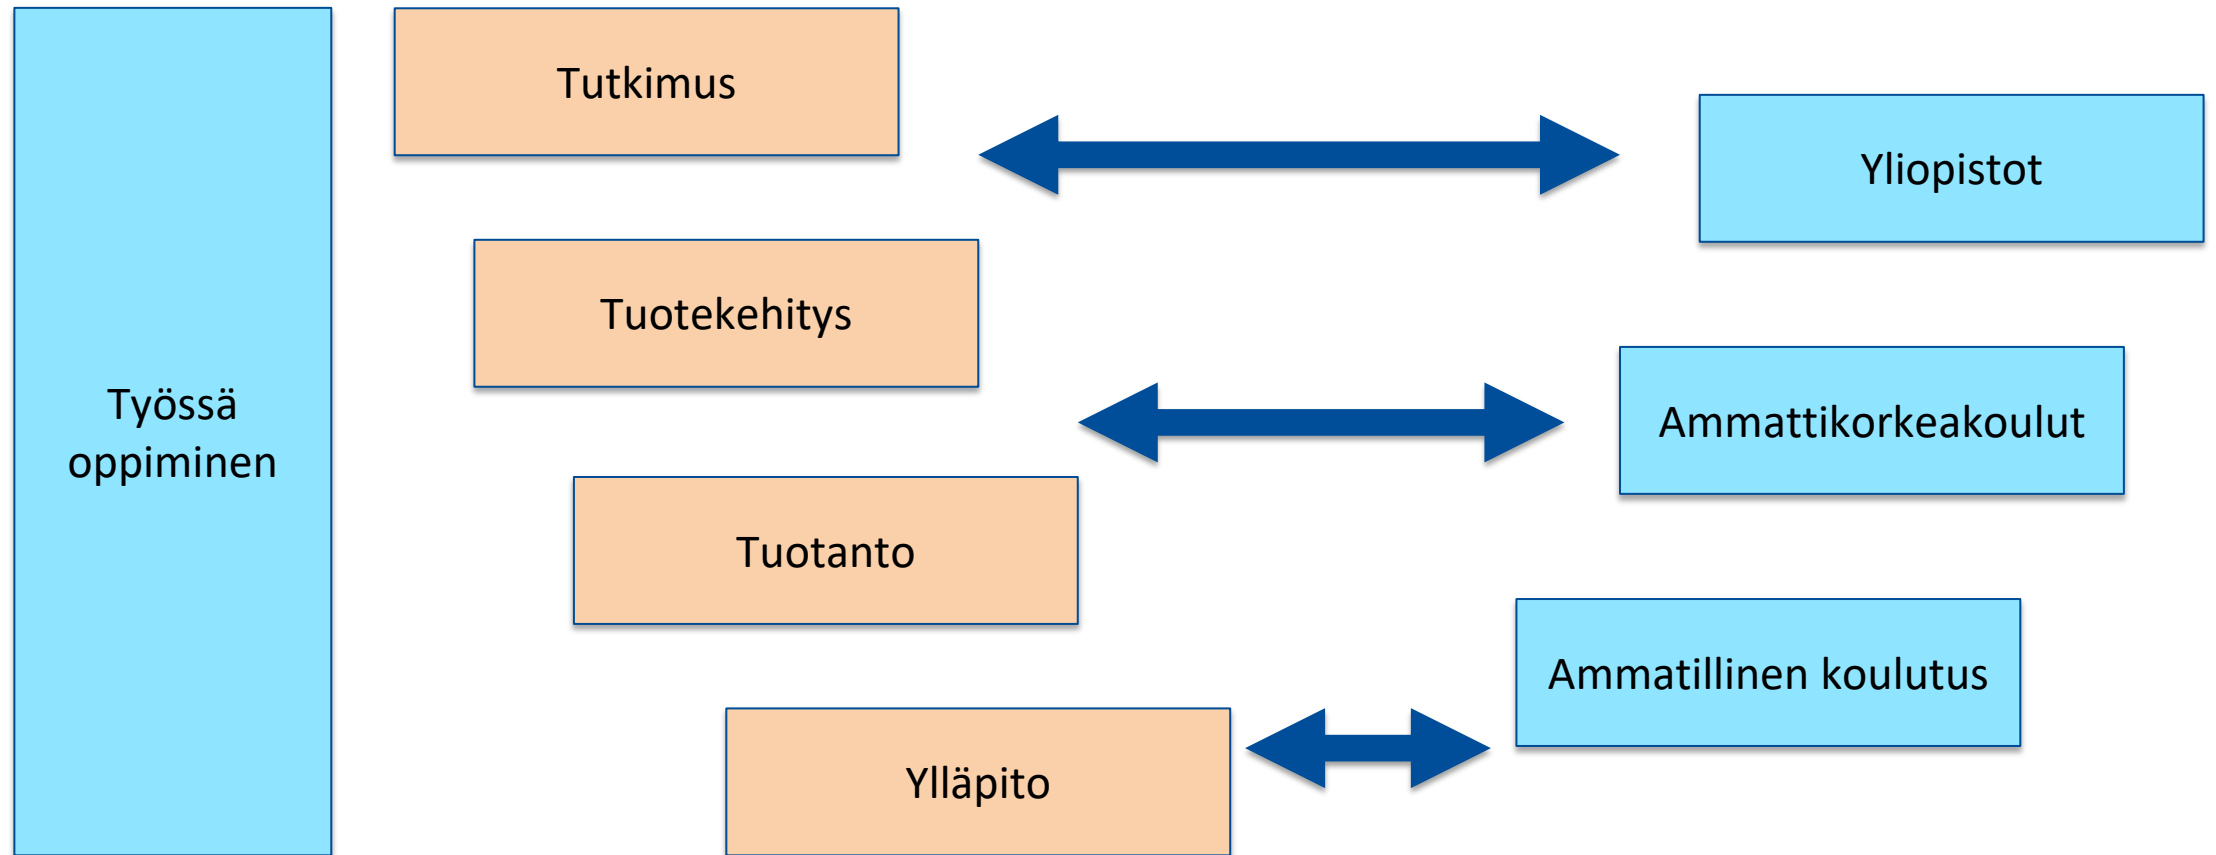 Työssä
oppiminen
Tutkimus
Tuotekehitys
Tuotanto
Ylläpito
Yliopistot
Ammattikorkeakoulut
Ammatillinen koulutus